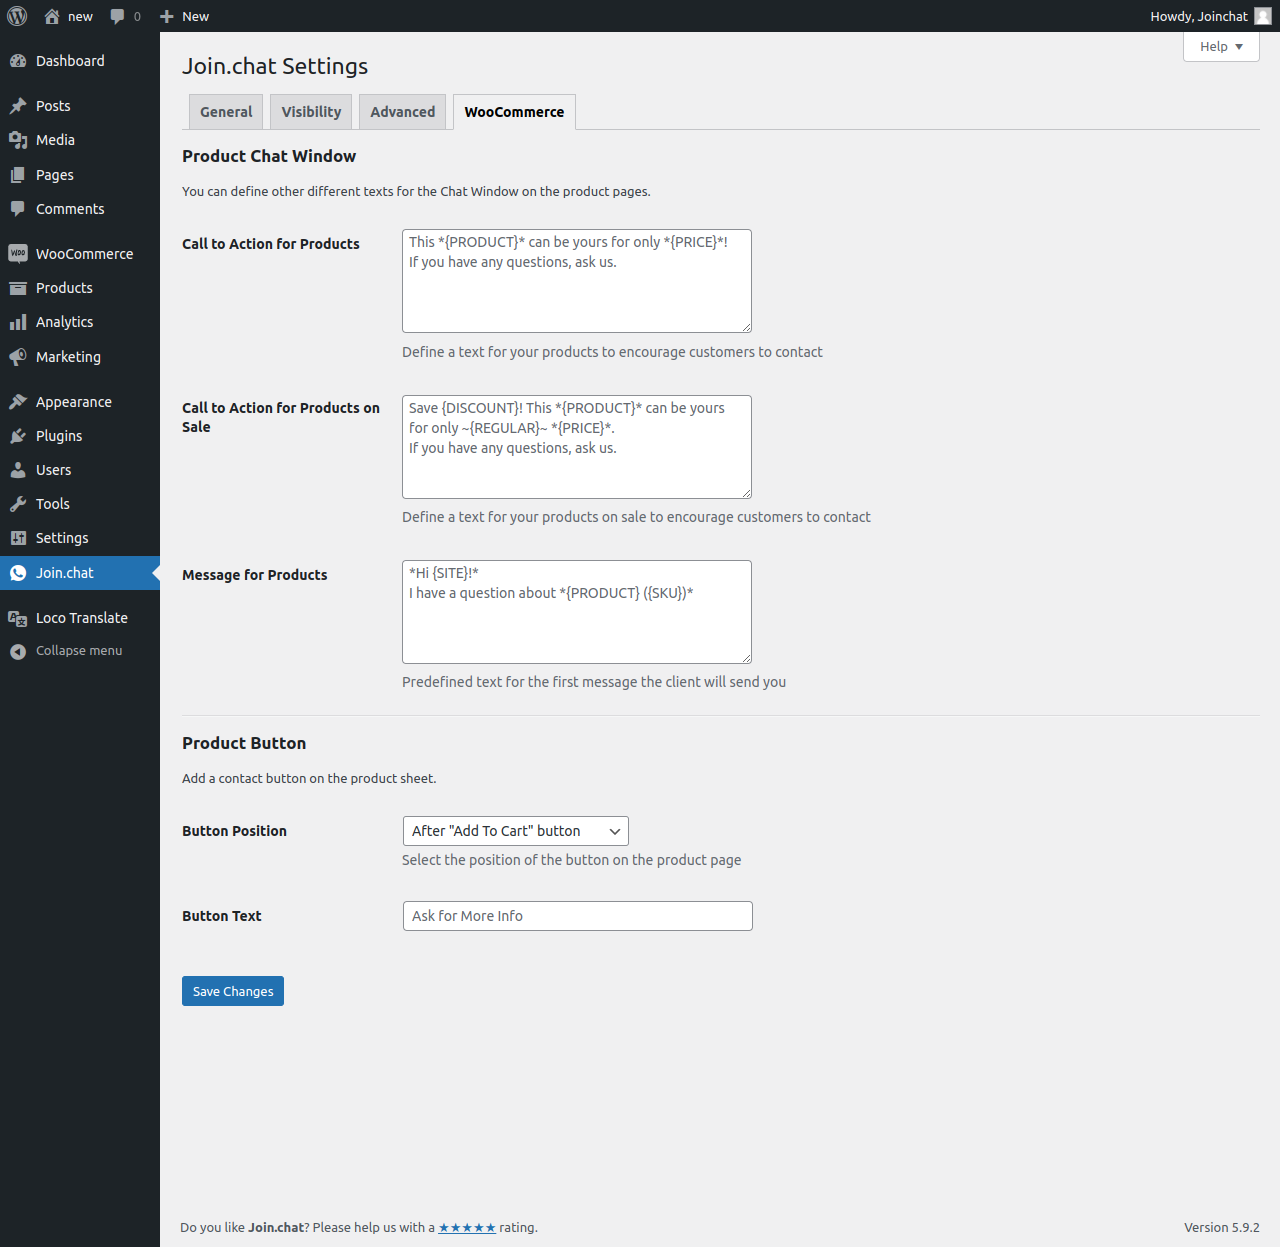 new
0
New
Howdy, Joinchat
Dashboard
Posts
Media
Pages
Comments
Woo
WooCommerce
Products
Analytics
Marketing
Appearance
Plugins
Users
Tools
Settings
Join.chat
Loco Translate
Collapse menu
Help
Join.chat Settings
General
Visibility
Advanced
WooCommerce
Product Chat Window
You can define other different texts for the Chat Window on the product pages.
Call to Action for Products
This *{PRODUCT}* can be yours for only *{PRICE}*!
If you have any questions, ask us.
Define a text for your products to encourage customers to contact
Call to Action for Products on
Sale
Save {DISCOUNT}! This *{PRODUCT}* can be yours
for only ~{REGULAR}~ *{PRICE}*.
If you have any questions, ask us.
Define a text for your products on sale to encourage customers to contact
Message for Products
*Hi {SITE}!*
I have a question about *{PRODUCT} ({SKU})*
Predefined text for the first message the client will send you
Product Button
Add a contact button on the product sheet.
Button Position
After "Add To Cart" button
Select the position of the button on the product page
Button Text
Ask for More Info
Save Changes
Do you like Join.chat? Please help us with a ★★★★★ rating.
Version 5.9.2